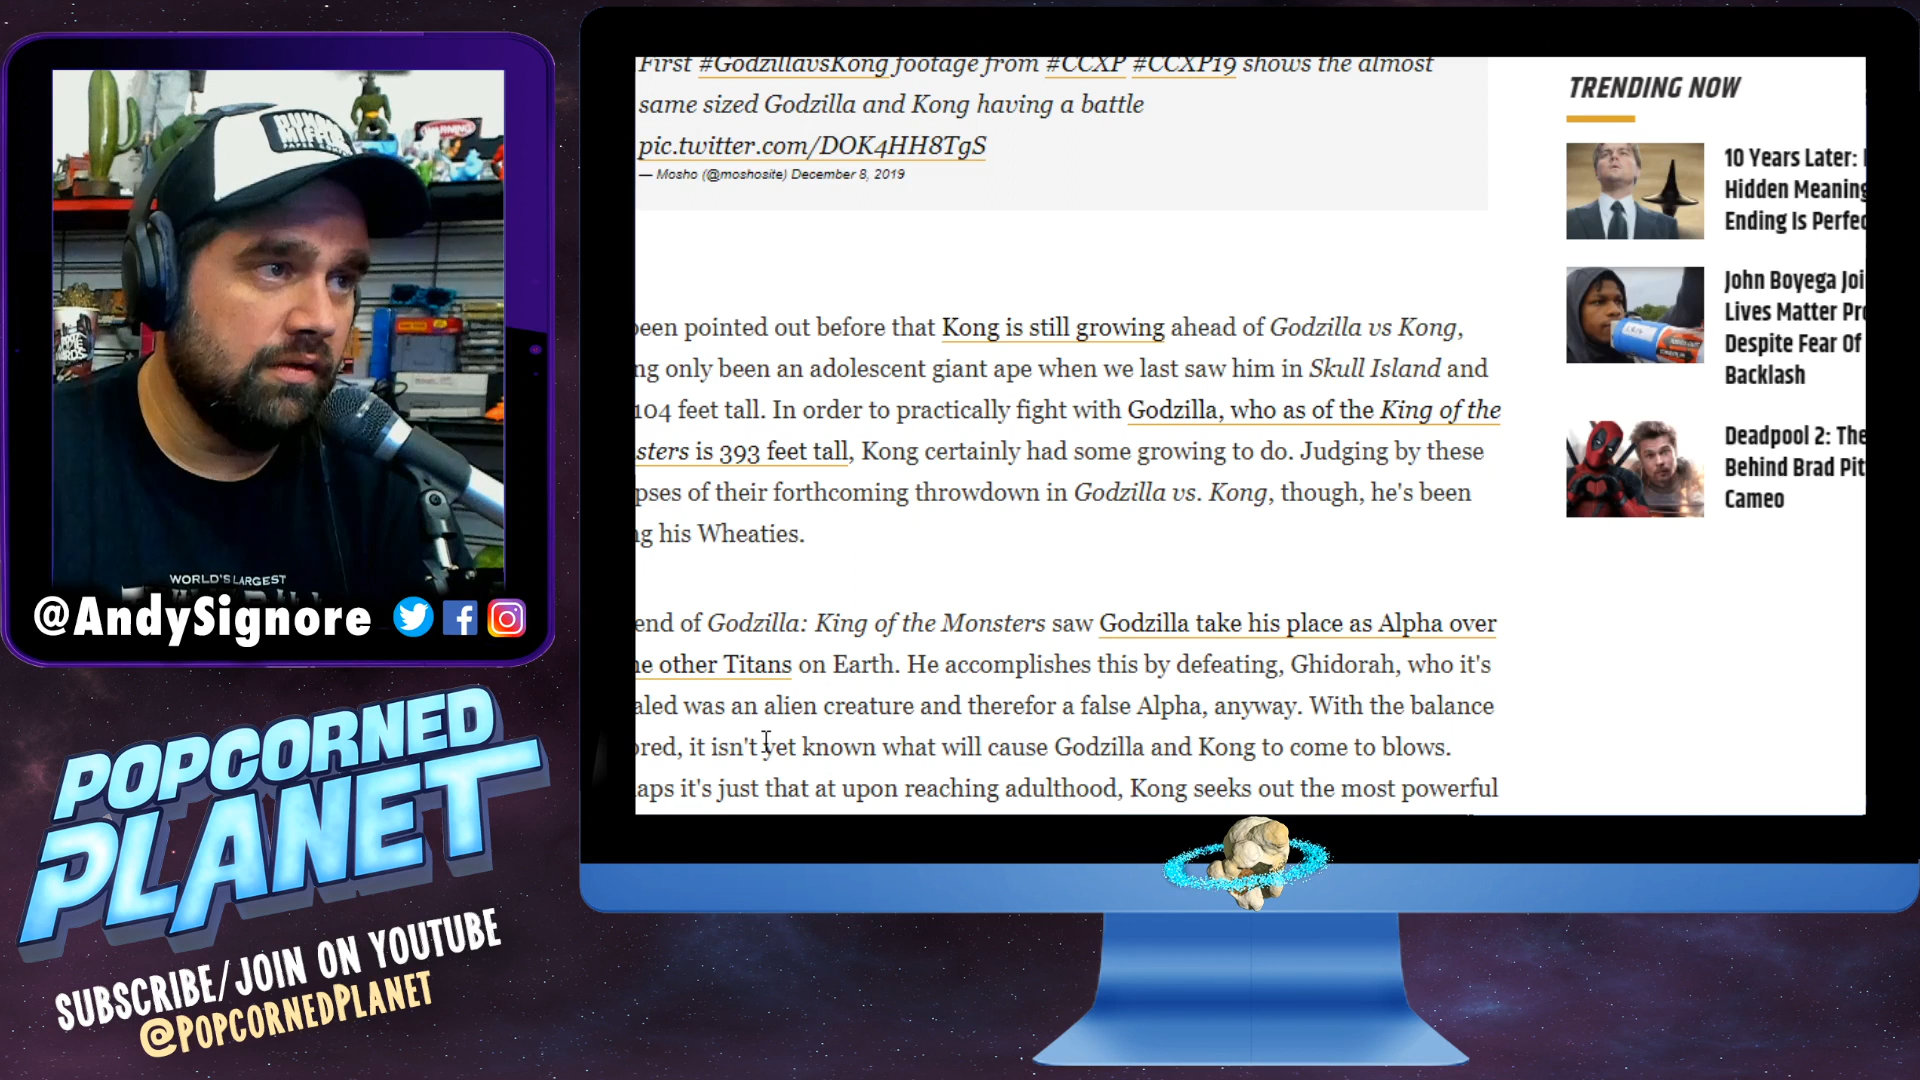 First #GodzillavsKong footage from #CCXP #CCXP19 shows the almost
same sized Godzilla and Kong having a battle
pic.twitter.com/DOK4HH8TgS
— Mosho (@moshosite) December 8, 2019
been pointed out before that Kong is still growing ahead of Godzilla vs Kong,
ng only been an adolescent giant ape when we last saw him in Skull Island and
104 feet tall. In order to practically fight with Godzilla, who as of the King of the
sters is 393 feet tall, Kong certainly had some growing to do. Judging by these
pses of their forthcoming throwdown in Godzilla vs. Kong, though, he's been
ng his Wheaties.
end of Godzilla: King of the Monsters saw Godzilla take his place as Alpha over
he other Titans on Earth. He accomplishes this by defeating, Ghidorah, who it's
aled was an alien creature and therefor a false Alpha, anyway. With the balance
ored, it isn't yet known what will cause Godzilla and Kong to come to blows.
aps it's just that at upon reaching adulthood, Kong seeks out the most powerful
TRENDING NOW
10 Years Later:
Hidden Meaning
Ending Is Perfec
John Boyega Joi
Lives Matter Pr
Despite Fear Of
Backlash
Deadpool 2: The
Behind Brad Pit
Cameo
WORLD'S LARGEST
@AndySignore
POPCORNED
PLANET
SUBSCRIBE/JOIN ON YOUTUBE
@POPCORNEDPLANET